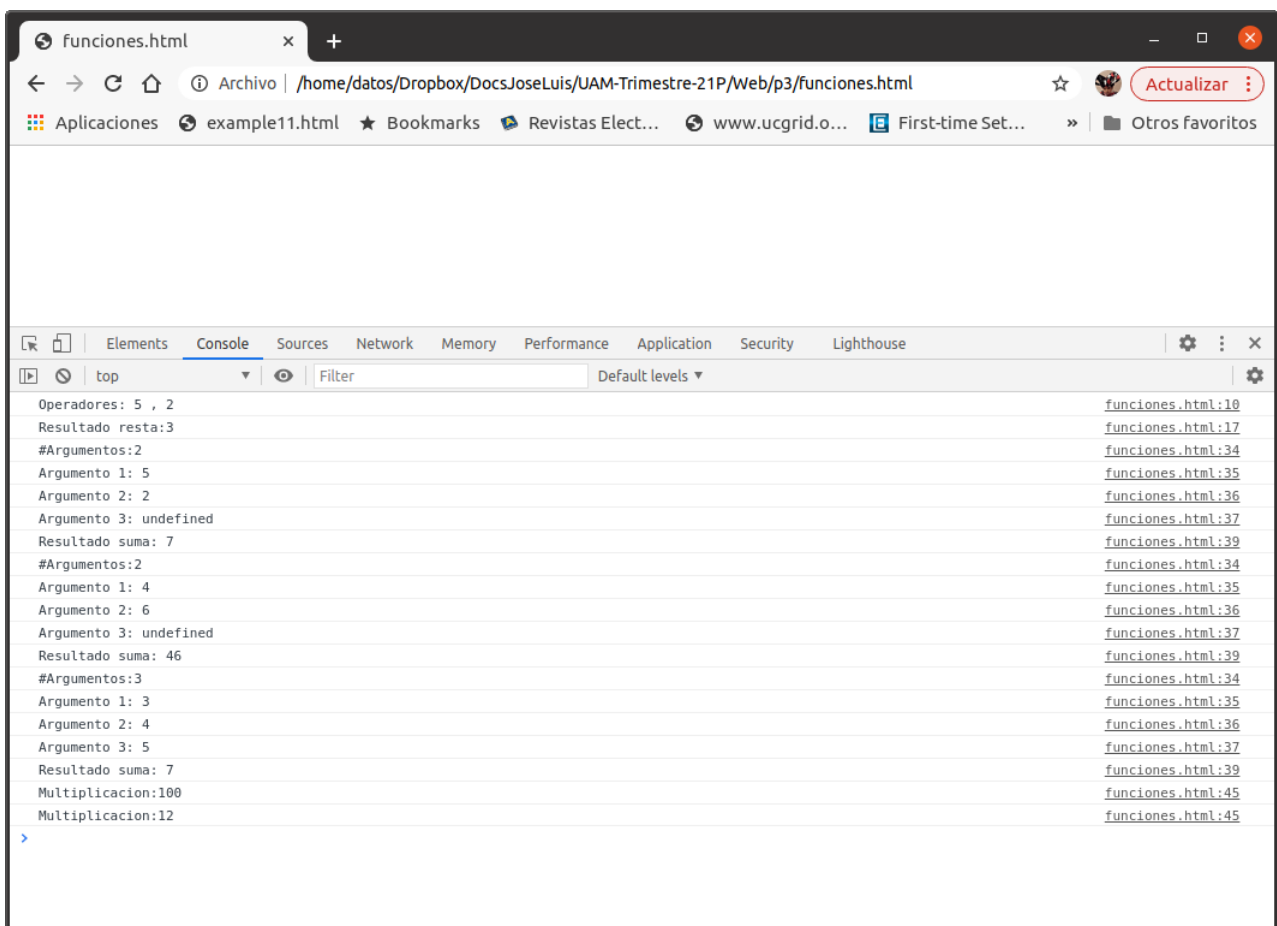 funciones.html
Archivo /home/datos/Dropbox/DocsJoseLuis/UAM-Trimestre-21P/Web/p3/funciones.html Actualizar
Aplicaciones example11.html Bookmarks Revistas Elect... www.ucgrid.o... First-time Set... » Otros favoritos
Elements Console Sources Network Memory Performance Application Security Lighthouse
top Filter Default levels
Operadores: 5 , 2 funciones.html:10
Resultado resta:3 funciones.html:17
#Argumentos:2 funciones.html:34
Argumento 1: 5 funciones.html:35
Argumento 2: 2 funciones.html:36
Argumento 3: undefined funciones.html:37
Resultado suma: 7 funciones.html:39
#Argumentos:2 funciones.html:34
Argumento 1: 4 funciones.html:35
Argumento 2: 6 funciones.html:36
Argumento 3: undefined funciones.html:37
Resultado suma: 46 funciones.html:39
#Argumentos:3 funciones.html:34
Argumento 1: 3 funciones.html:35
Argumento 2: 4 funciones.html:36
Argumento 3: 5 funciones.html:37
Resultado suma: 7 funciones.html:39
Multiplicacion:100 funciones.html:45
Multiplicacion:12 funciones.html:45